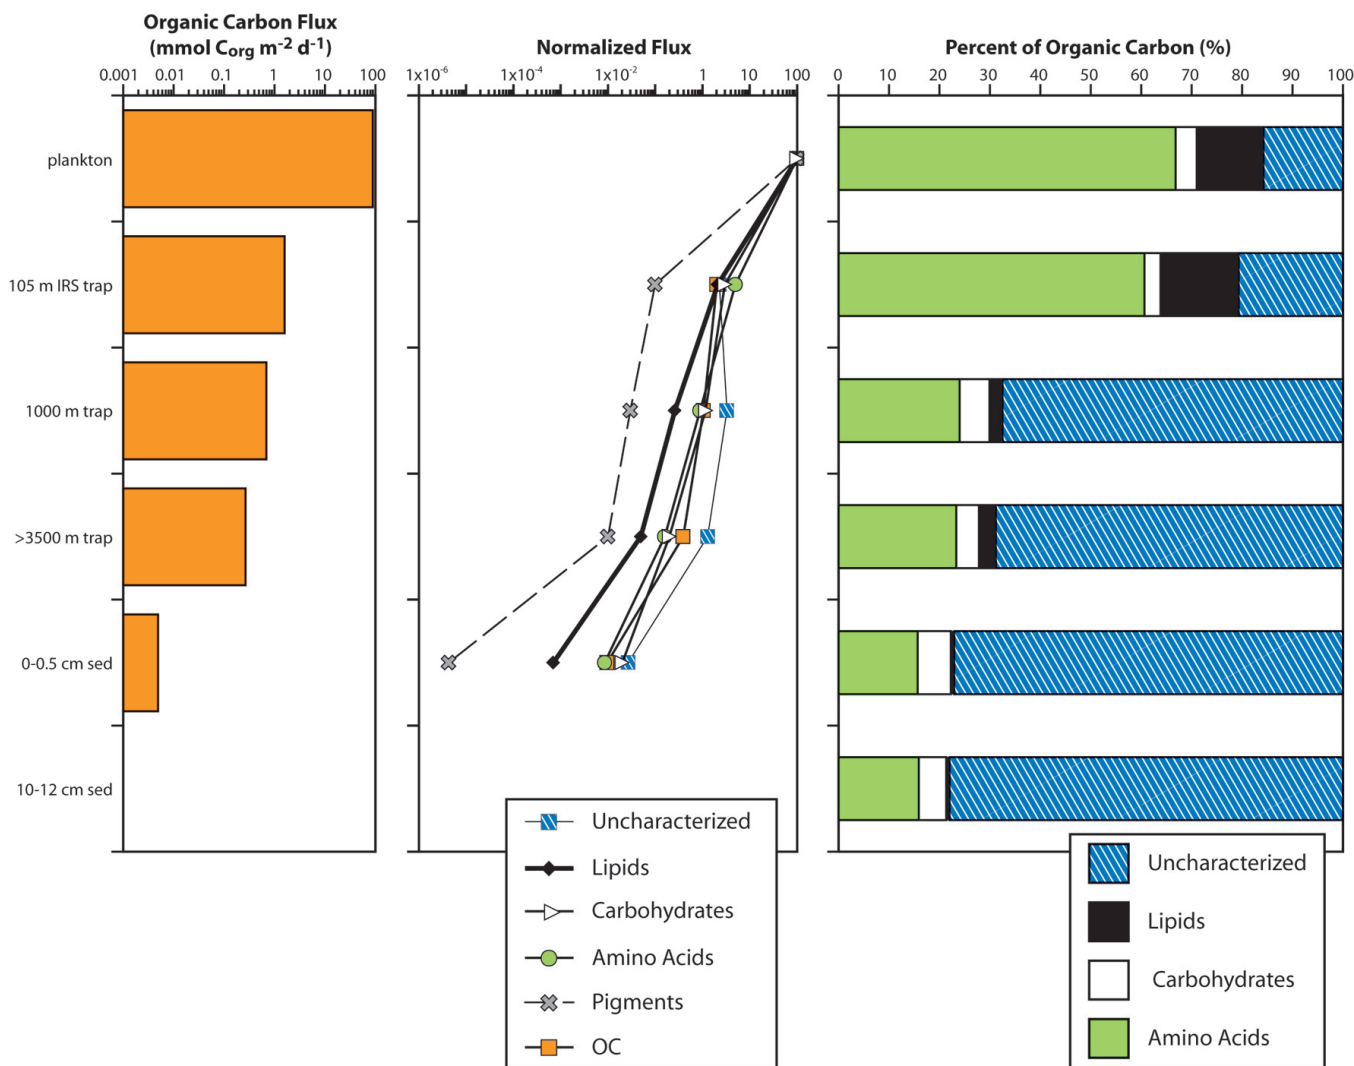 Organic Carbon Flux
(mmol Corg m-2 d-1)
0.001 0.01 0.1 1 10 100
Normalized Flux
1x10-6 1x10-4 1x10-2 1 10 100
Percent of Organic Carbon (%)
0 10 20 30 40 50 60 70 80 90 100
plankton
105 m IRS trap
1000 m trap
>3500 m trap
0-0.5 cm sed
10-12 cm sed
Uncharacterized
Lipids
Carbohydrates
Amino Acids
Pigments
OC
Uncharacterized
Lipids
Carbohydrates
Amino Acids